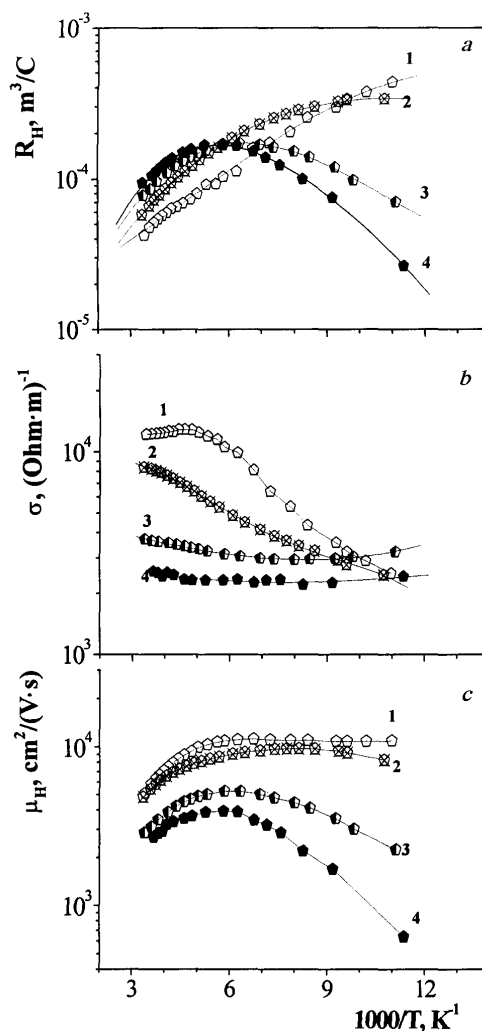 10⁻³
a
1
2
R_H, m³/C
10⁻⁴
3
4
10⁻⁵
b
1
σ, (Ohm·m)⁻¹
10⁴
2
3
4
10³
c
1
μ_H, cm²/(V·s)
10⁴
2
3
10³
4
3 6 9 12
1000/T, K⁻¹